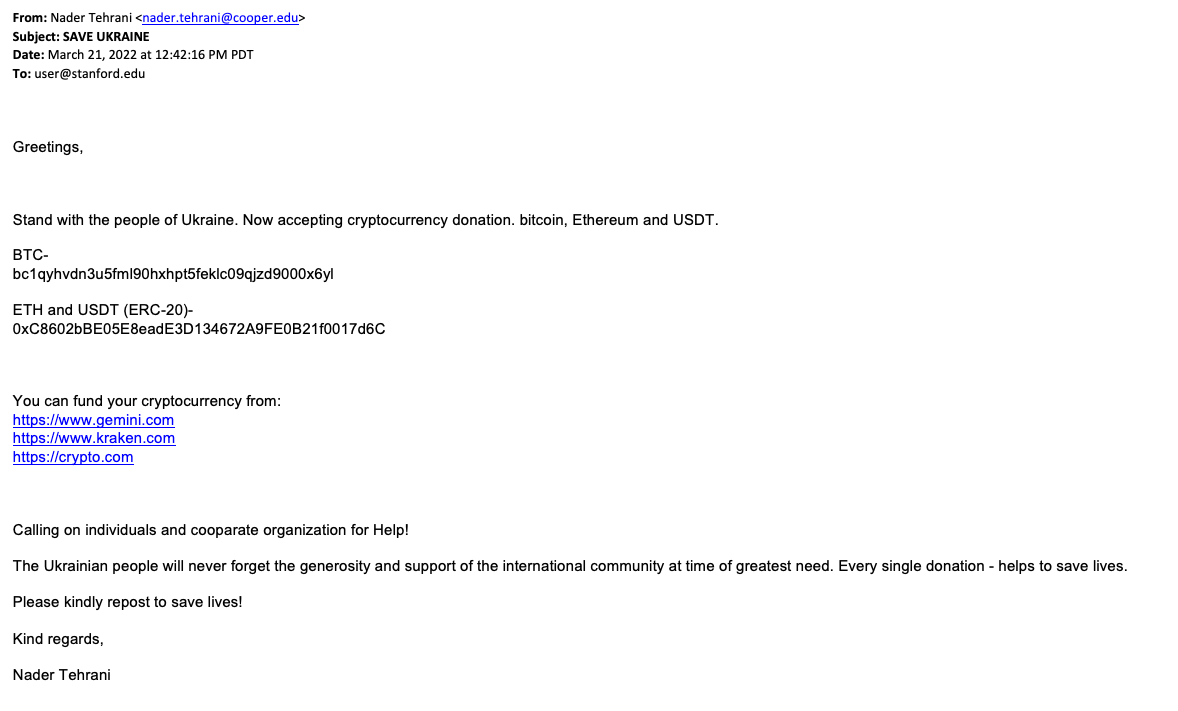 From: Nader Tehrani <nader.tehrani@cooper.edu>
Subject: SAVE UKRAINE
Date: March 21, 2022 at 12:42:16 PM PDT
To: user@stanford.edu
Greetings,
Stand with the people of Ukraine. Now accepting cryptocurrency donation. bitcoin, Ethereum and USDT.
BTC-
bc1qyhvdn3u5fml90hxhpt5feklc09qjzd9000x6yl
ETH and USDT (ERC-20)-
0xC8602bBE05E8eadE3D134672A9FE0B21f0017d6C
You can fund your cryptocurrency from:
https://www.gemini.com
https://www.kraken.com
https://crypto.com
Calling on individuals and cooparate organization for Help!
The Ukrainian people will never forget the generosity and support of the international community at time of greatest need. Every single donation - helps to save lives.
Please kindly repost to save lives!
Kind regards,
Nader Tehrani